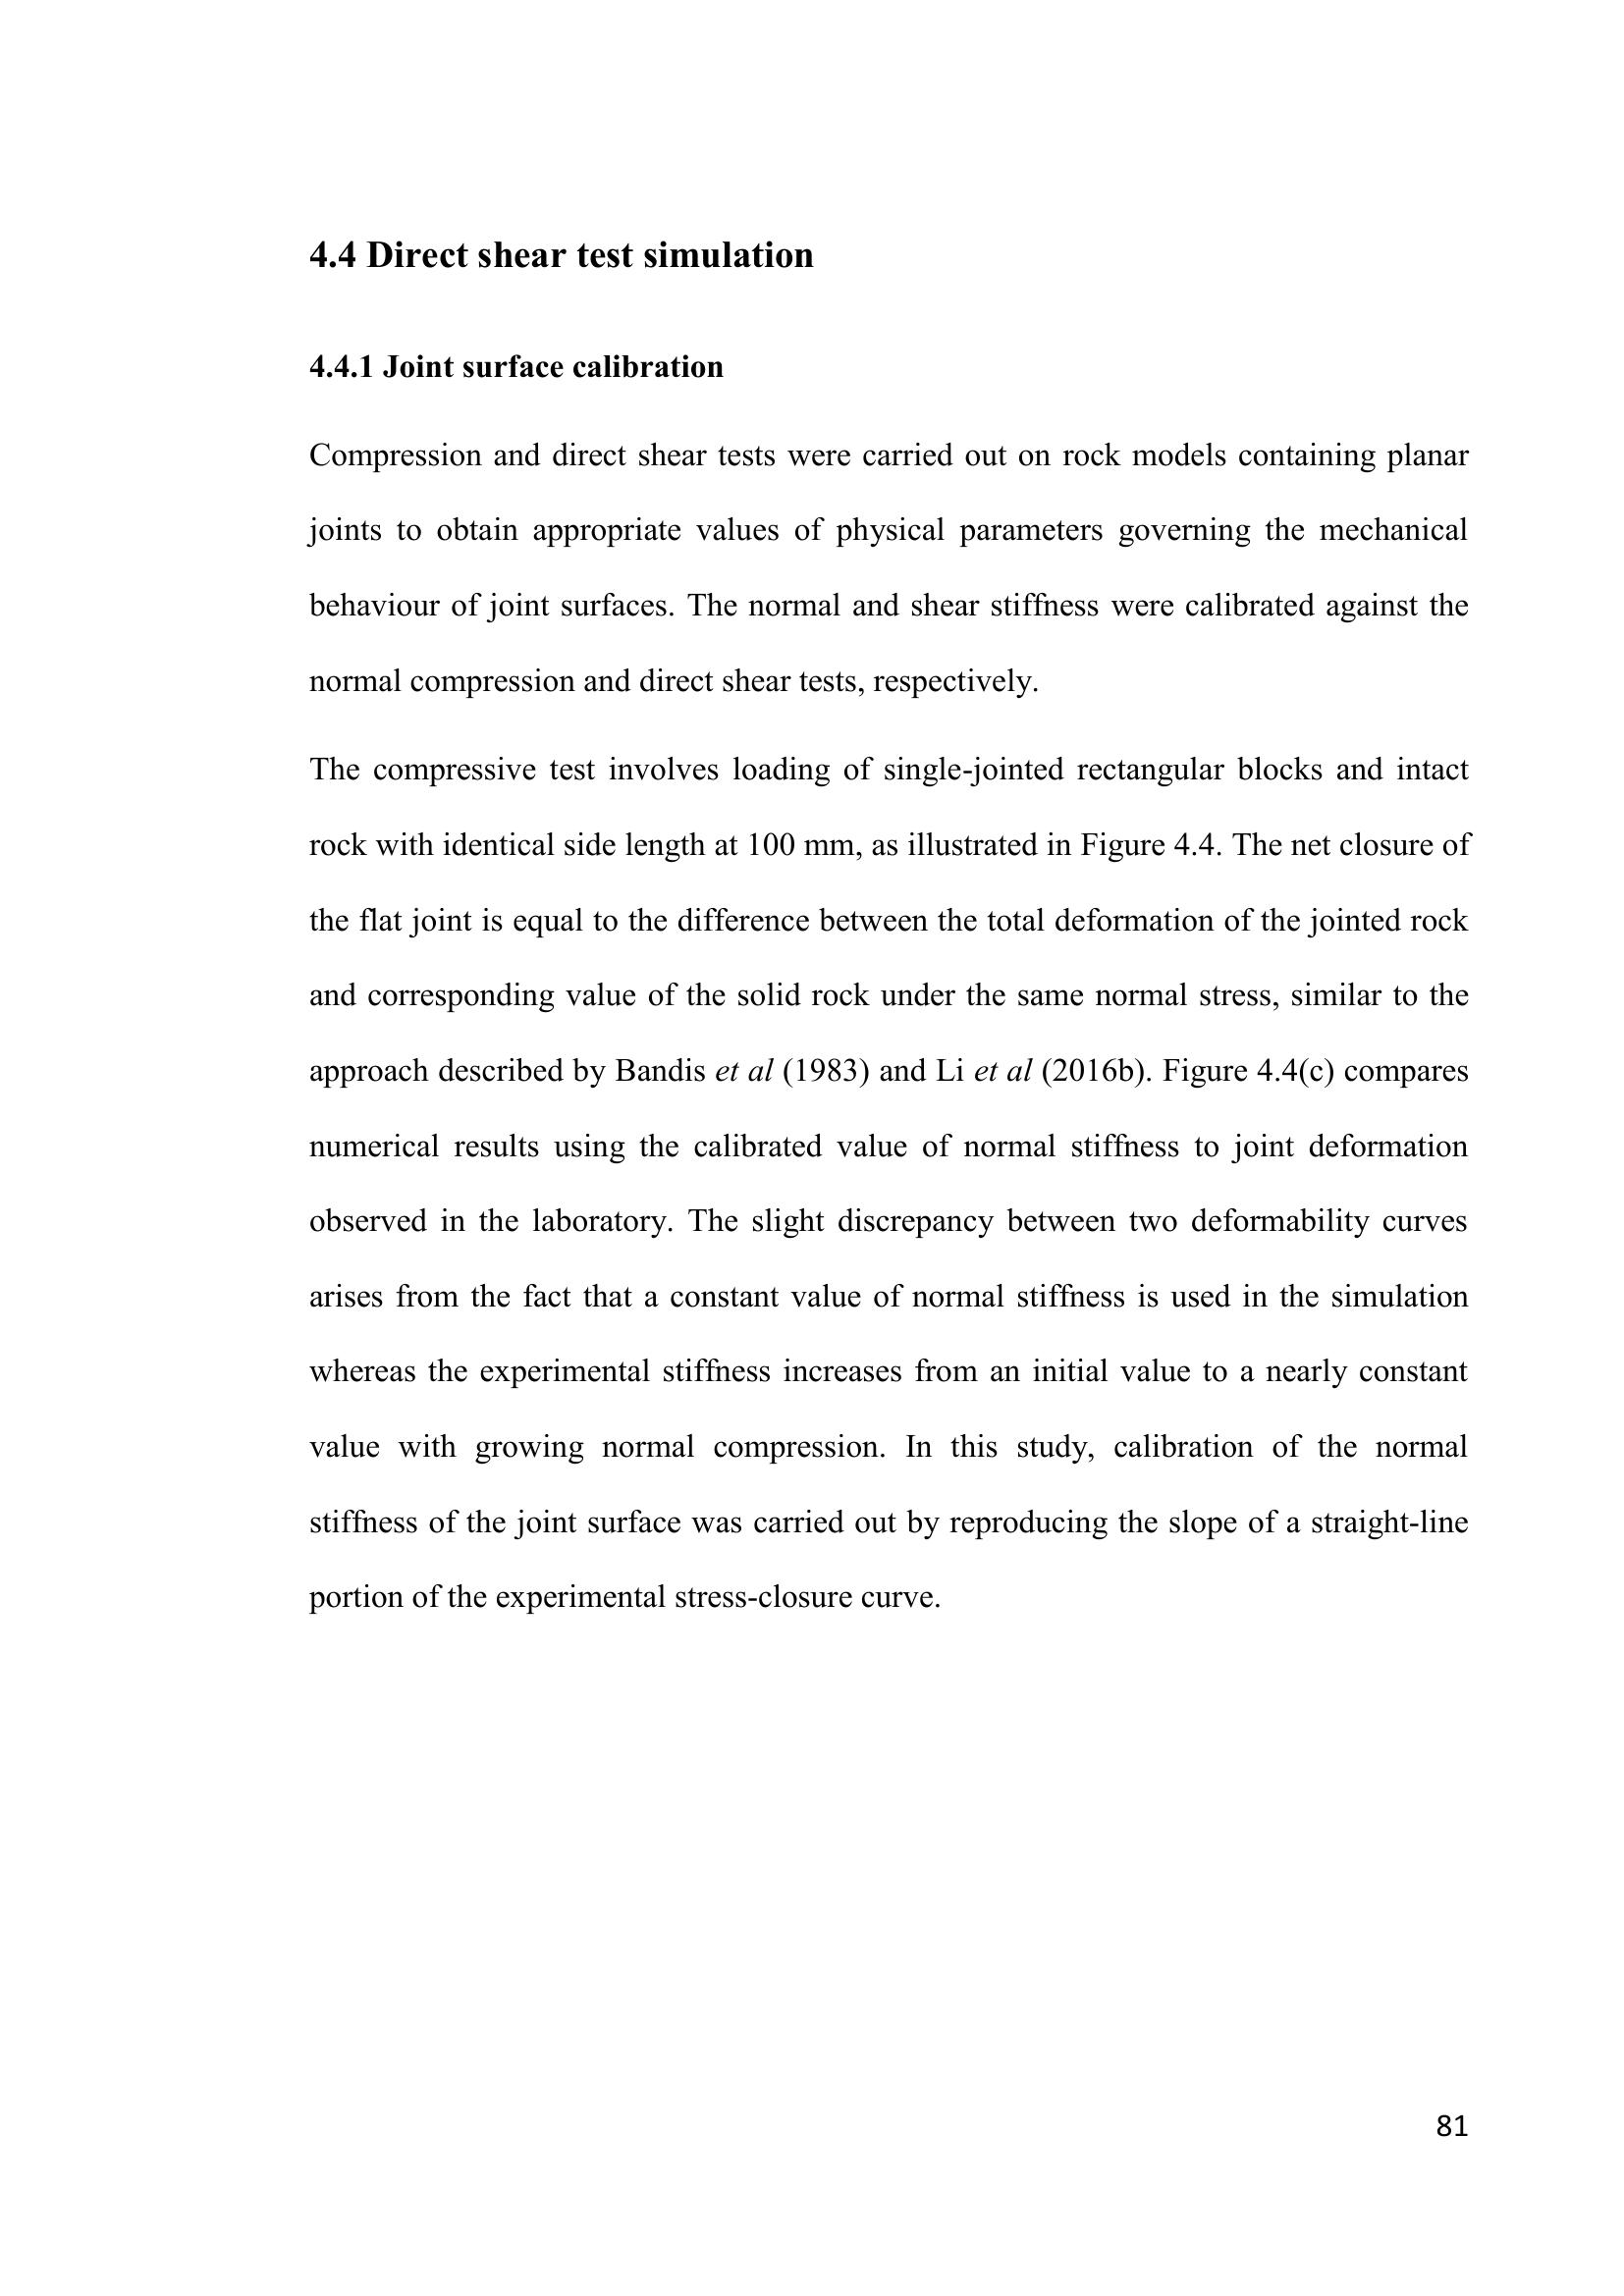 4.4 Direct shear test simulation
4.4.1 Joint surface calibration
Compression and direct shear tests were carried out on rock models containing planar
joints to obtain appropriate values of physical parameters governing the mechanical
behaviour of joint surfaces. The normal and shear stiffness were calibrated against the
normal compression and direct shear tests, respectively.
The compressive test involves loading of single-jointed rectangular blocks and intact
rock with identical side length at 100 mm, as illustrated in Figure 4.4. The net closure of
the flat joint is equal to the difference between the total deformation of the jointed rock
and corresponding value of the solid rock under the same normal stress, similar to the
approach described by Bandis et al (1983) and Li et al (2016b). Figure 4.4(c) compares
numerical results using the calibrated value of normal stiffness to joint deformation
observed in the laboratory. The slight discrepancy between two deformability curves
arises from the fact that a constant value of normal stiffness is used in the simulation
whereas the experimental stiffness increases from an initial value to a nearly constant
value with growing normal compression. In this study, calibration of the normal
stiffness of the joint surface was carried out by reproducing the slope of a straight-line
portion of the experimental stress-closure curve.
81